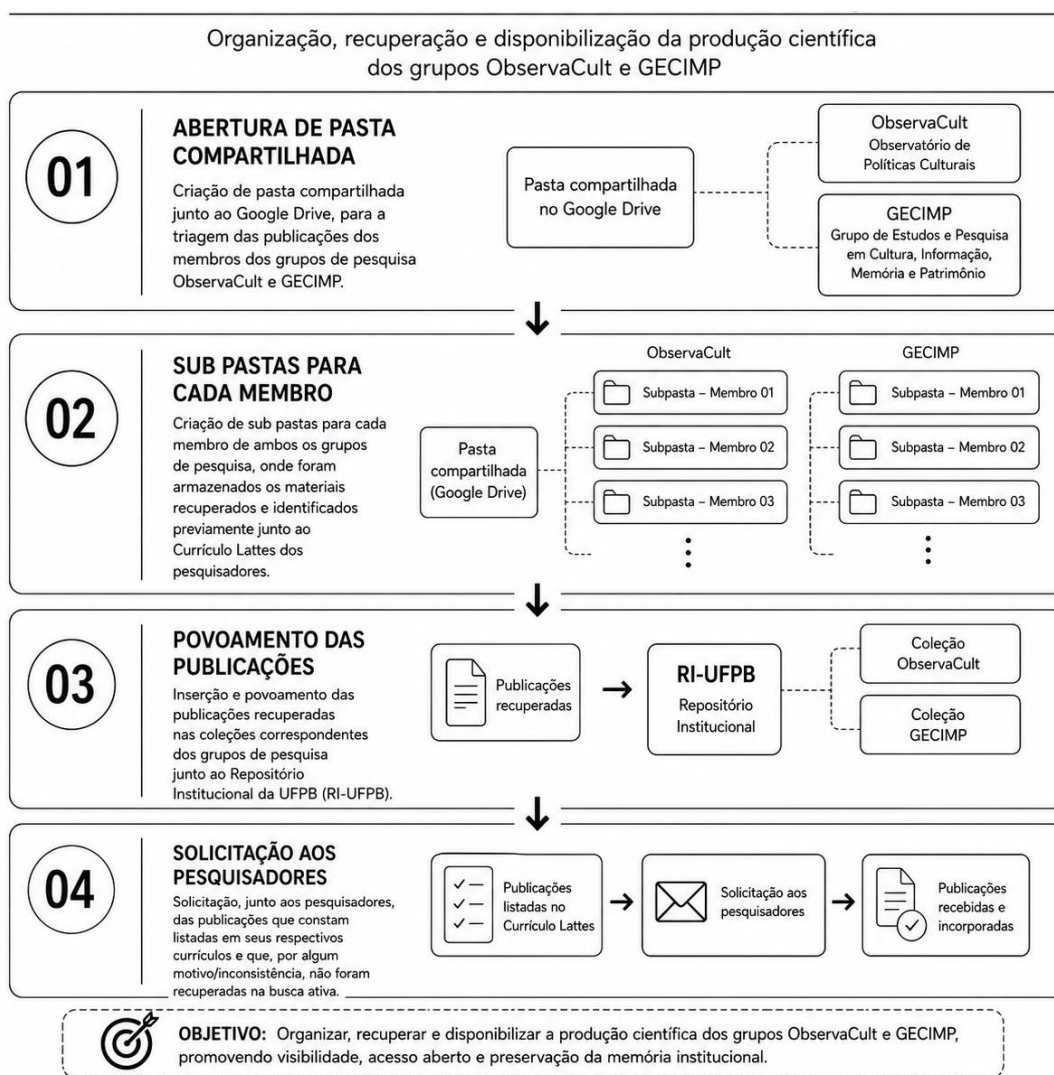 Organização, recuperação e disponibilização da produção científica
dos grupos ObservaCult e GECIMP
01
ABERTURA DE PASTA
COMPARTILHADA
Criação de pasta compartilhada
junto ao Google Drive, para a
triagem das publicações dos
membros dos grupos de pesquisa
ObservaCult e GECIMP.
Pasta compartilhada
no Google Drive
ObservaCult
Observatório de
Políticas Culturais
GECIMP
Grupo de Estudos e Pesquisa
em Cultura, Informação,
Memória e Patrimônio
02
SUB PASTAS PARA
CADA MEMBRO
Criação de sub pastas para cada
membro de ambos os grupos
de pesquisa, onde foram
armazenados os materiais
recuperados e identificados
previamente junto ao
Currículo Lattes dos
pesquisadores.
Pasta
compartilhada
(Google Drive)
ObservaCult
Subpasta – Membro 01
Subpasta – Membro 02
Subpasta – Membro 03
GECIMP
Subpasta – Membro 01
Subpasta – Membro 02
Subpasta – Membro 03
03
POVOAMENTO DAS
PUBLICAÇÕES
Inserção e povoamento das
publicações recuperadas
nas coleções correspondentes
dos grupos de pesquisa
junto ao Repositório
Institucional da UFPB (RI-UFPB).
Publicações
recuperadas
RI-UFPB
Repositório
Institucional
Coleção
ObservaCult
Coleção
GECIMP
04
SOLICITAÇÃO AOS
PESQUISADORES
Solicitação, junto aos pesquisadores,
das publicações que constam
listadas em seus respectivos
currículos e que, por algum
motivo/inconsistência, não foram
recuperadas na busca ativa.
Publicações
listadas no
Currículo Lattes
Solicitação aos
pesquisadores
Publicações
recebidas e
incorporadas
OBJETIVO: Organizar, recuperar e disponibilizar a produção científica dos grupos ObservaCult e GECIMP,
promovendo visibilidade, acesso aberto e preservação da memória institucional.